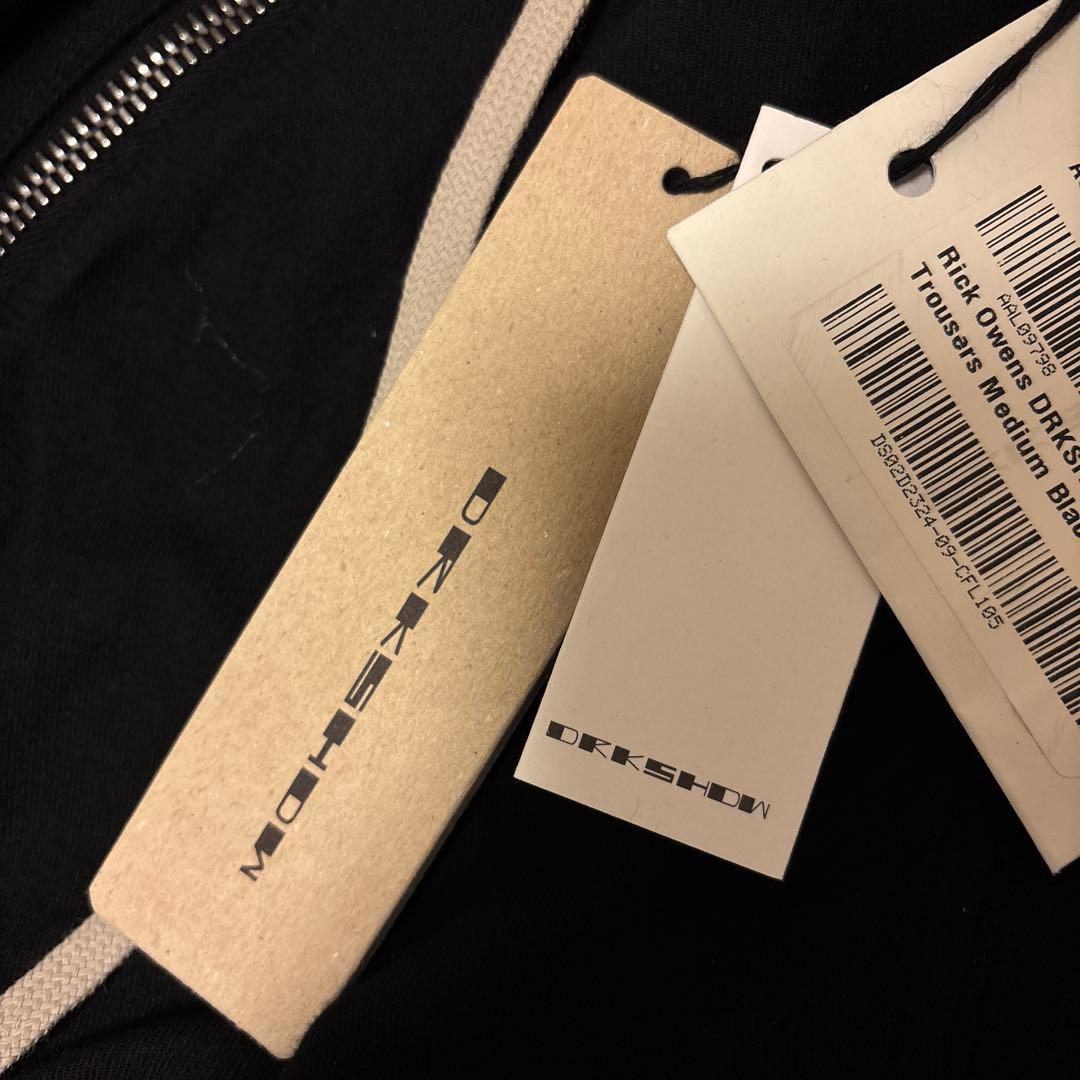 DRKSHDW
DRKSHDW
AAL09798
Rick Owens DRKSH
Trousers Medium Bla
DS02D2324-09-CFL105